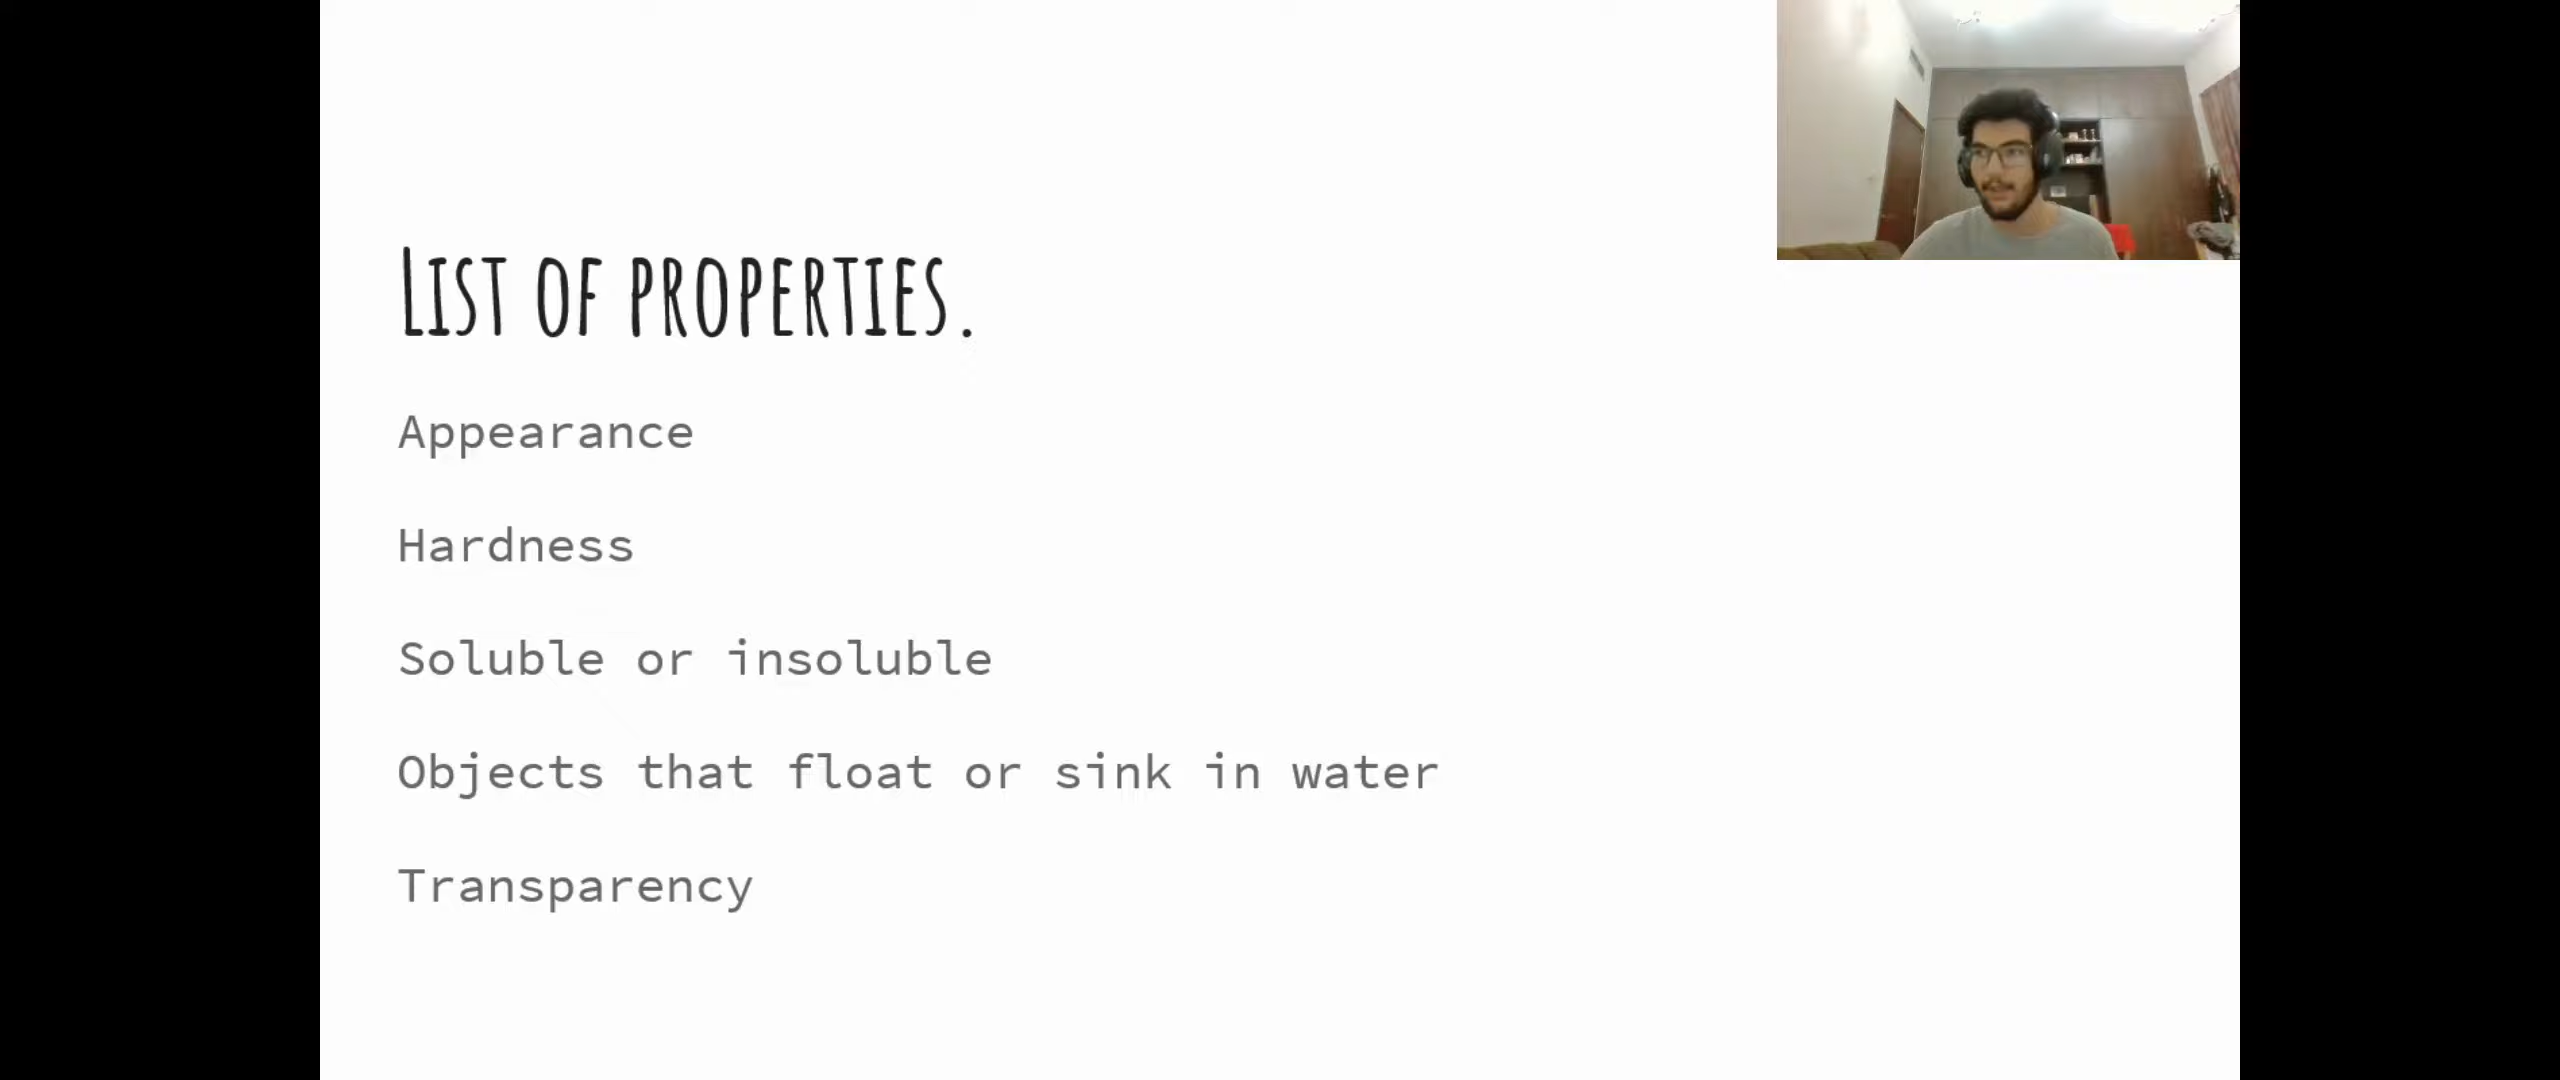 List of properties.
Appearance
Hardness
Soluble or insoluble
Objects that float or sink in water
Transparency